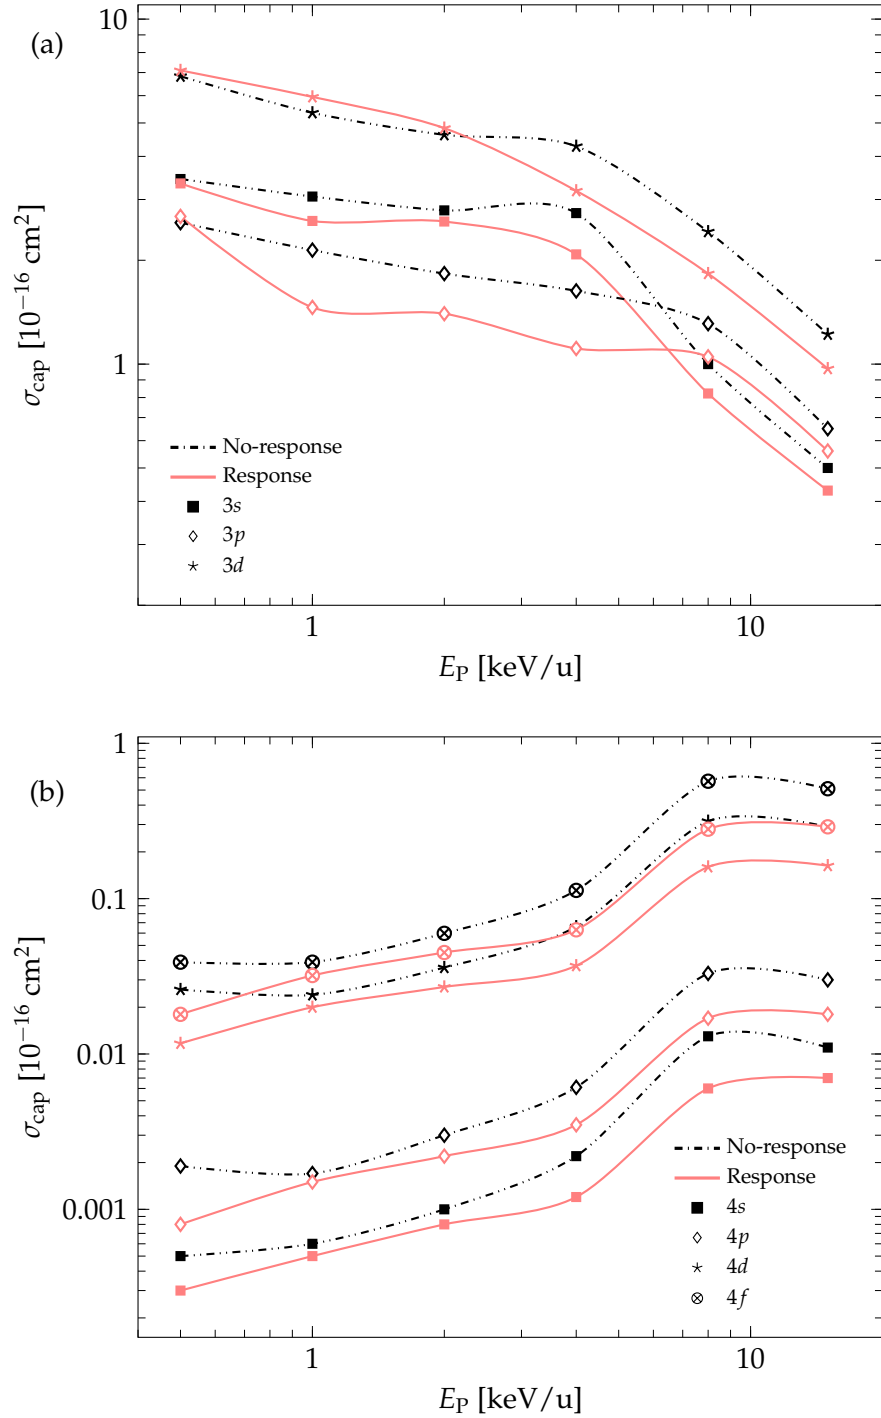 (a)
10
1
σcap [10−16 cm2]
No-response
Response
3s
3p
3d
1
10
EP [keV/u]
(b)
1
0.1
0.01
0.001
σcap [10−16 cm2]
No-response
Response
4s
4p
4d
4f
1
10
EP [keV/u]